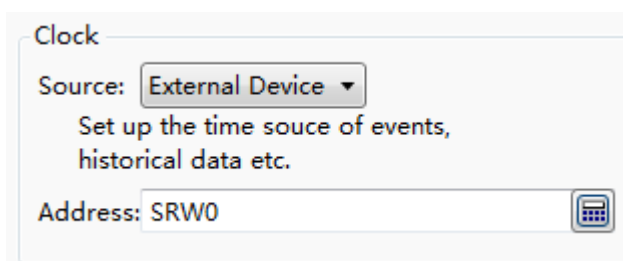 Clock
Source: External Device
Set up the time souce of events,
historical data etc.
Address: SRW0